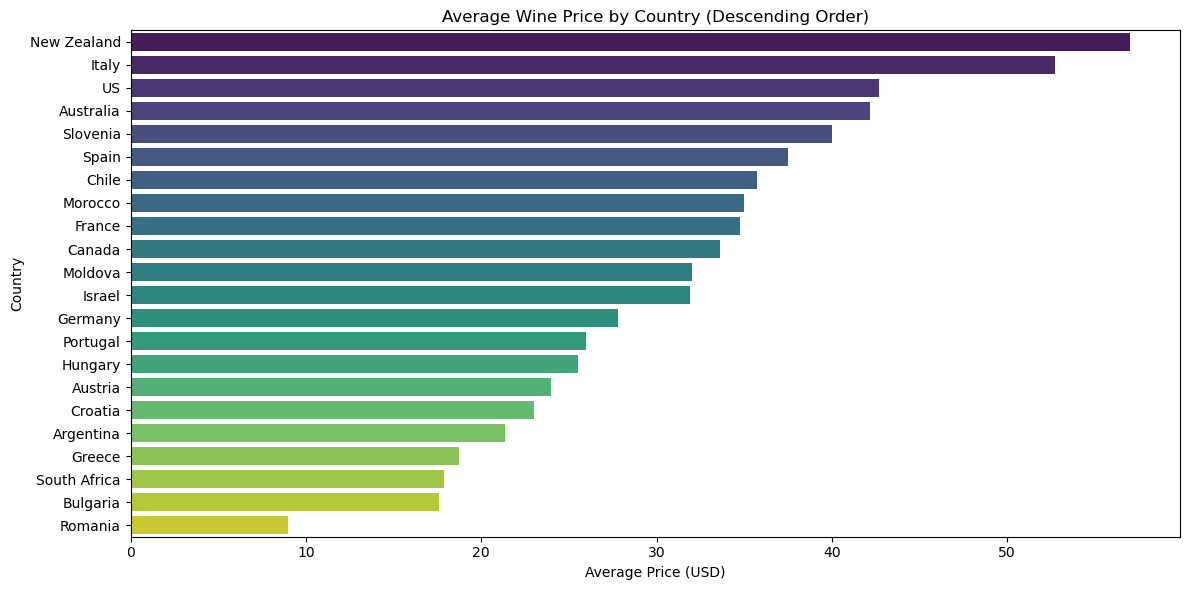 Average Wine Price by Country (Descending Order)
New Zealand
Italy
US
Australia
Slovenia
Spain
Chile
Morocco
France
Canada
Moldova
Israel
Germany
Portugal
Hungary
Austria
Croatia
Argentina
Greece
South Africa
Bulgaria
Romania
Country
0 10 20 30 40 50
Average Price (USD)